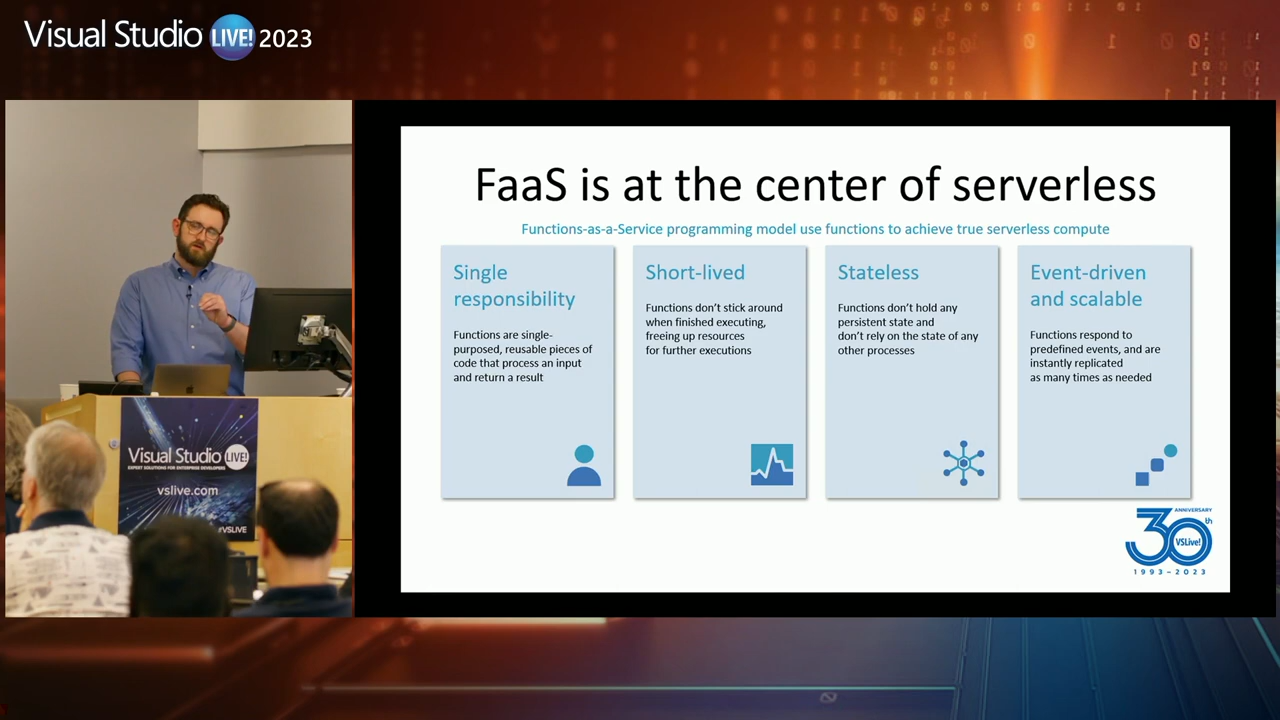 Visual Studio LIVE! 2023
FaaS is at the center of serverless
Functions-as-a-Service programming model use functions to achieve true serverless compute
Single
responsibility
Functions are single-
purposed, reusable pieces of
code that process an input
and return a result
Short-lived
Functions don't stick around
when finished executing,
freeing up resources
for further executions
Stateless
Functions don't hold any
persistent state and
don't rely on the state of any
other processes
Event-driven
and scalable
Functions respond to
predefined events, and are
instantly replicated
as many times as needed
ANNIVERSARY
30th
VSLive!
1993-2023
Visual Studio LIVE!
EXPERT SOLUTIONS FOR ENTERPRISE DEVELOPERS
vslive.com
#VSLIVE